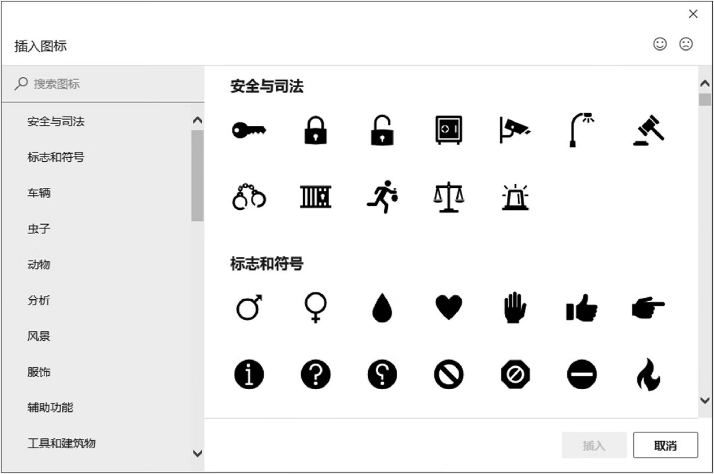 插入图标
搜索图标
安全与司法
标志和符号
车辆
虫子
动物
分析
风景
服饰
辅助功能
工具和建筑物
安全与司法
标志和符号
插入
取消